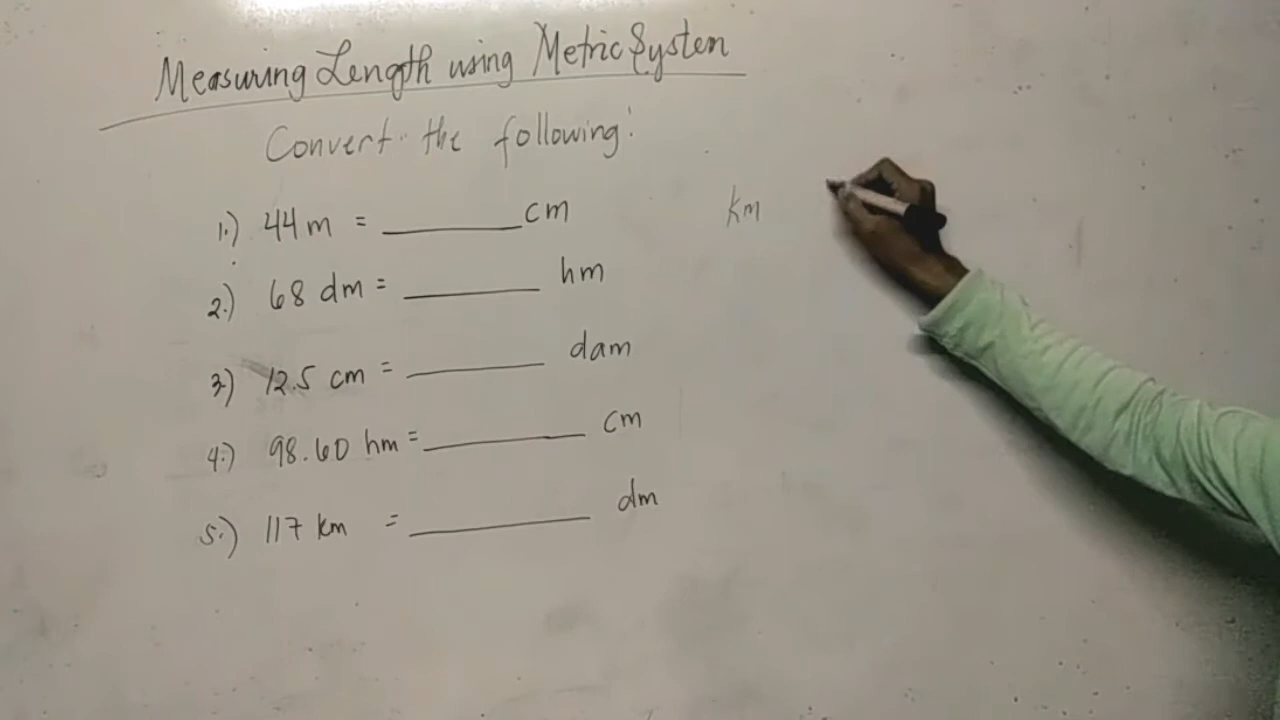 Measuring Length using Metric System
Convert the following:
1.) 44 m = ______ cm
km
2.) 68 dm = ______ hm
3.) 12.5 cm = ______ dam
4.) 98.60 hm = ______ cm
5.) 117 km = ______ dm